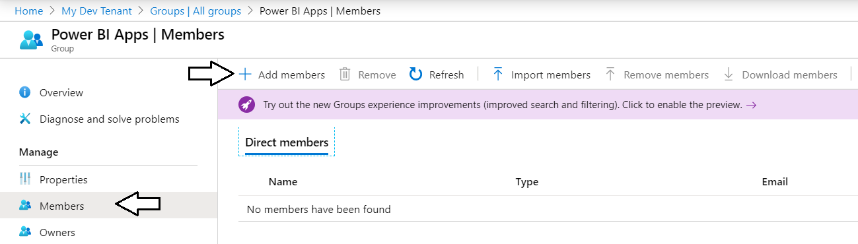 Home > My Dev Tenant > Groups | All groups > Power BI Apps | Members
Power BI Apps | Members
Group
Overview
Diagnose and solve problems
Manage
Properties
Members
Owners
Add members Remove Refresh Import members Remove members Download members
Try out the new Groups experience improvements (improved search and filtering). Click to enable the preview. →
Direct members
Name Type Email
No members have been found